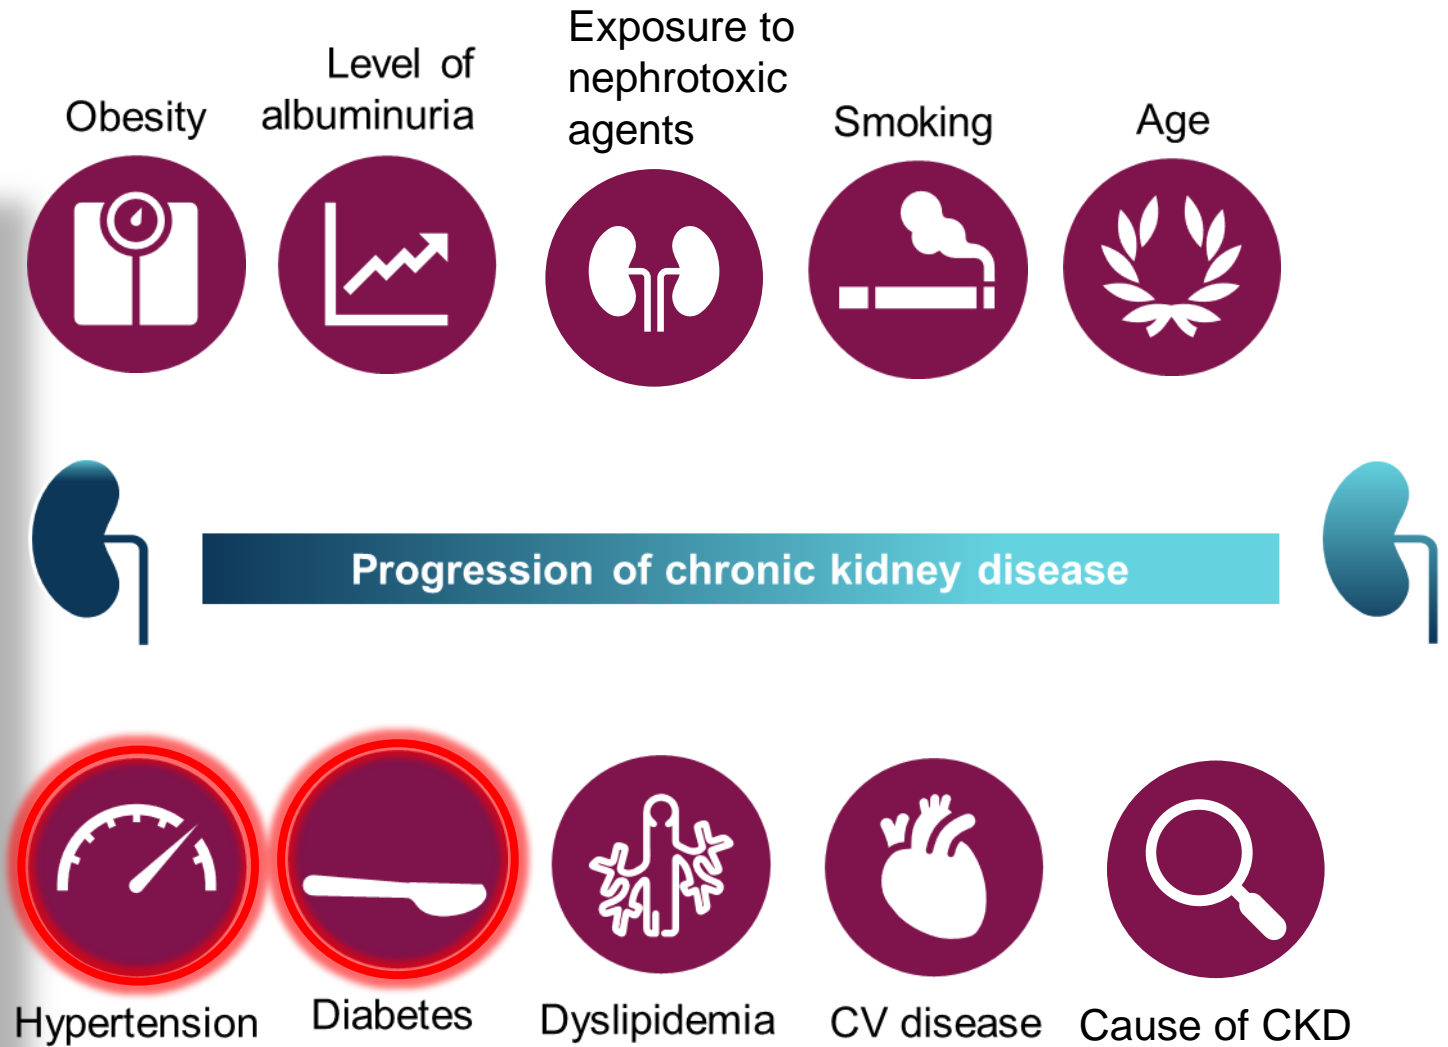 Obesity
Level of
albuminuria
Exposure to
nephrotoxic
agents
Smoking
Age
Progression of chronic kidney disease
Hypertension
Diabetes
Dyslipidemia
CV disease
Cause of CKD